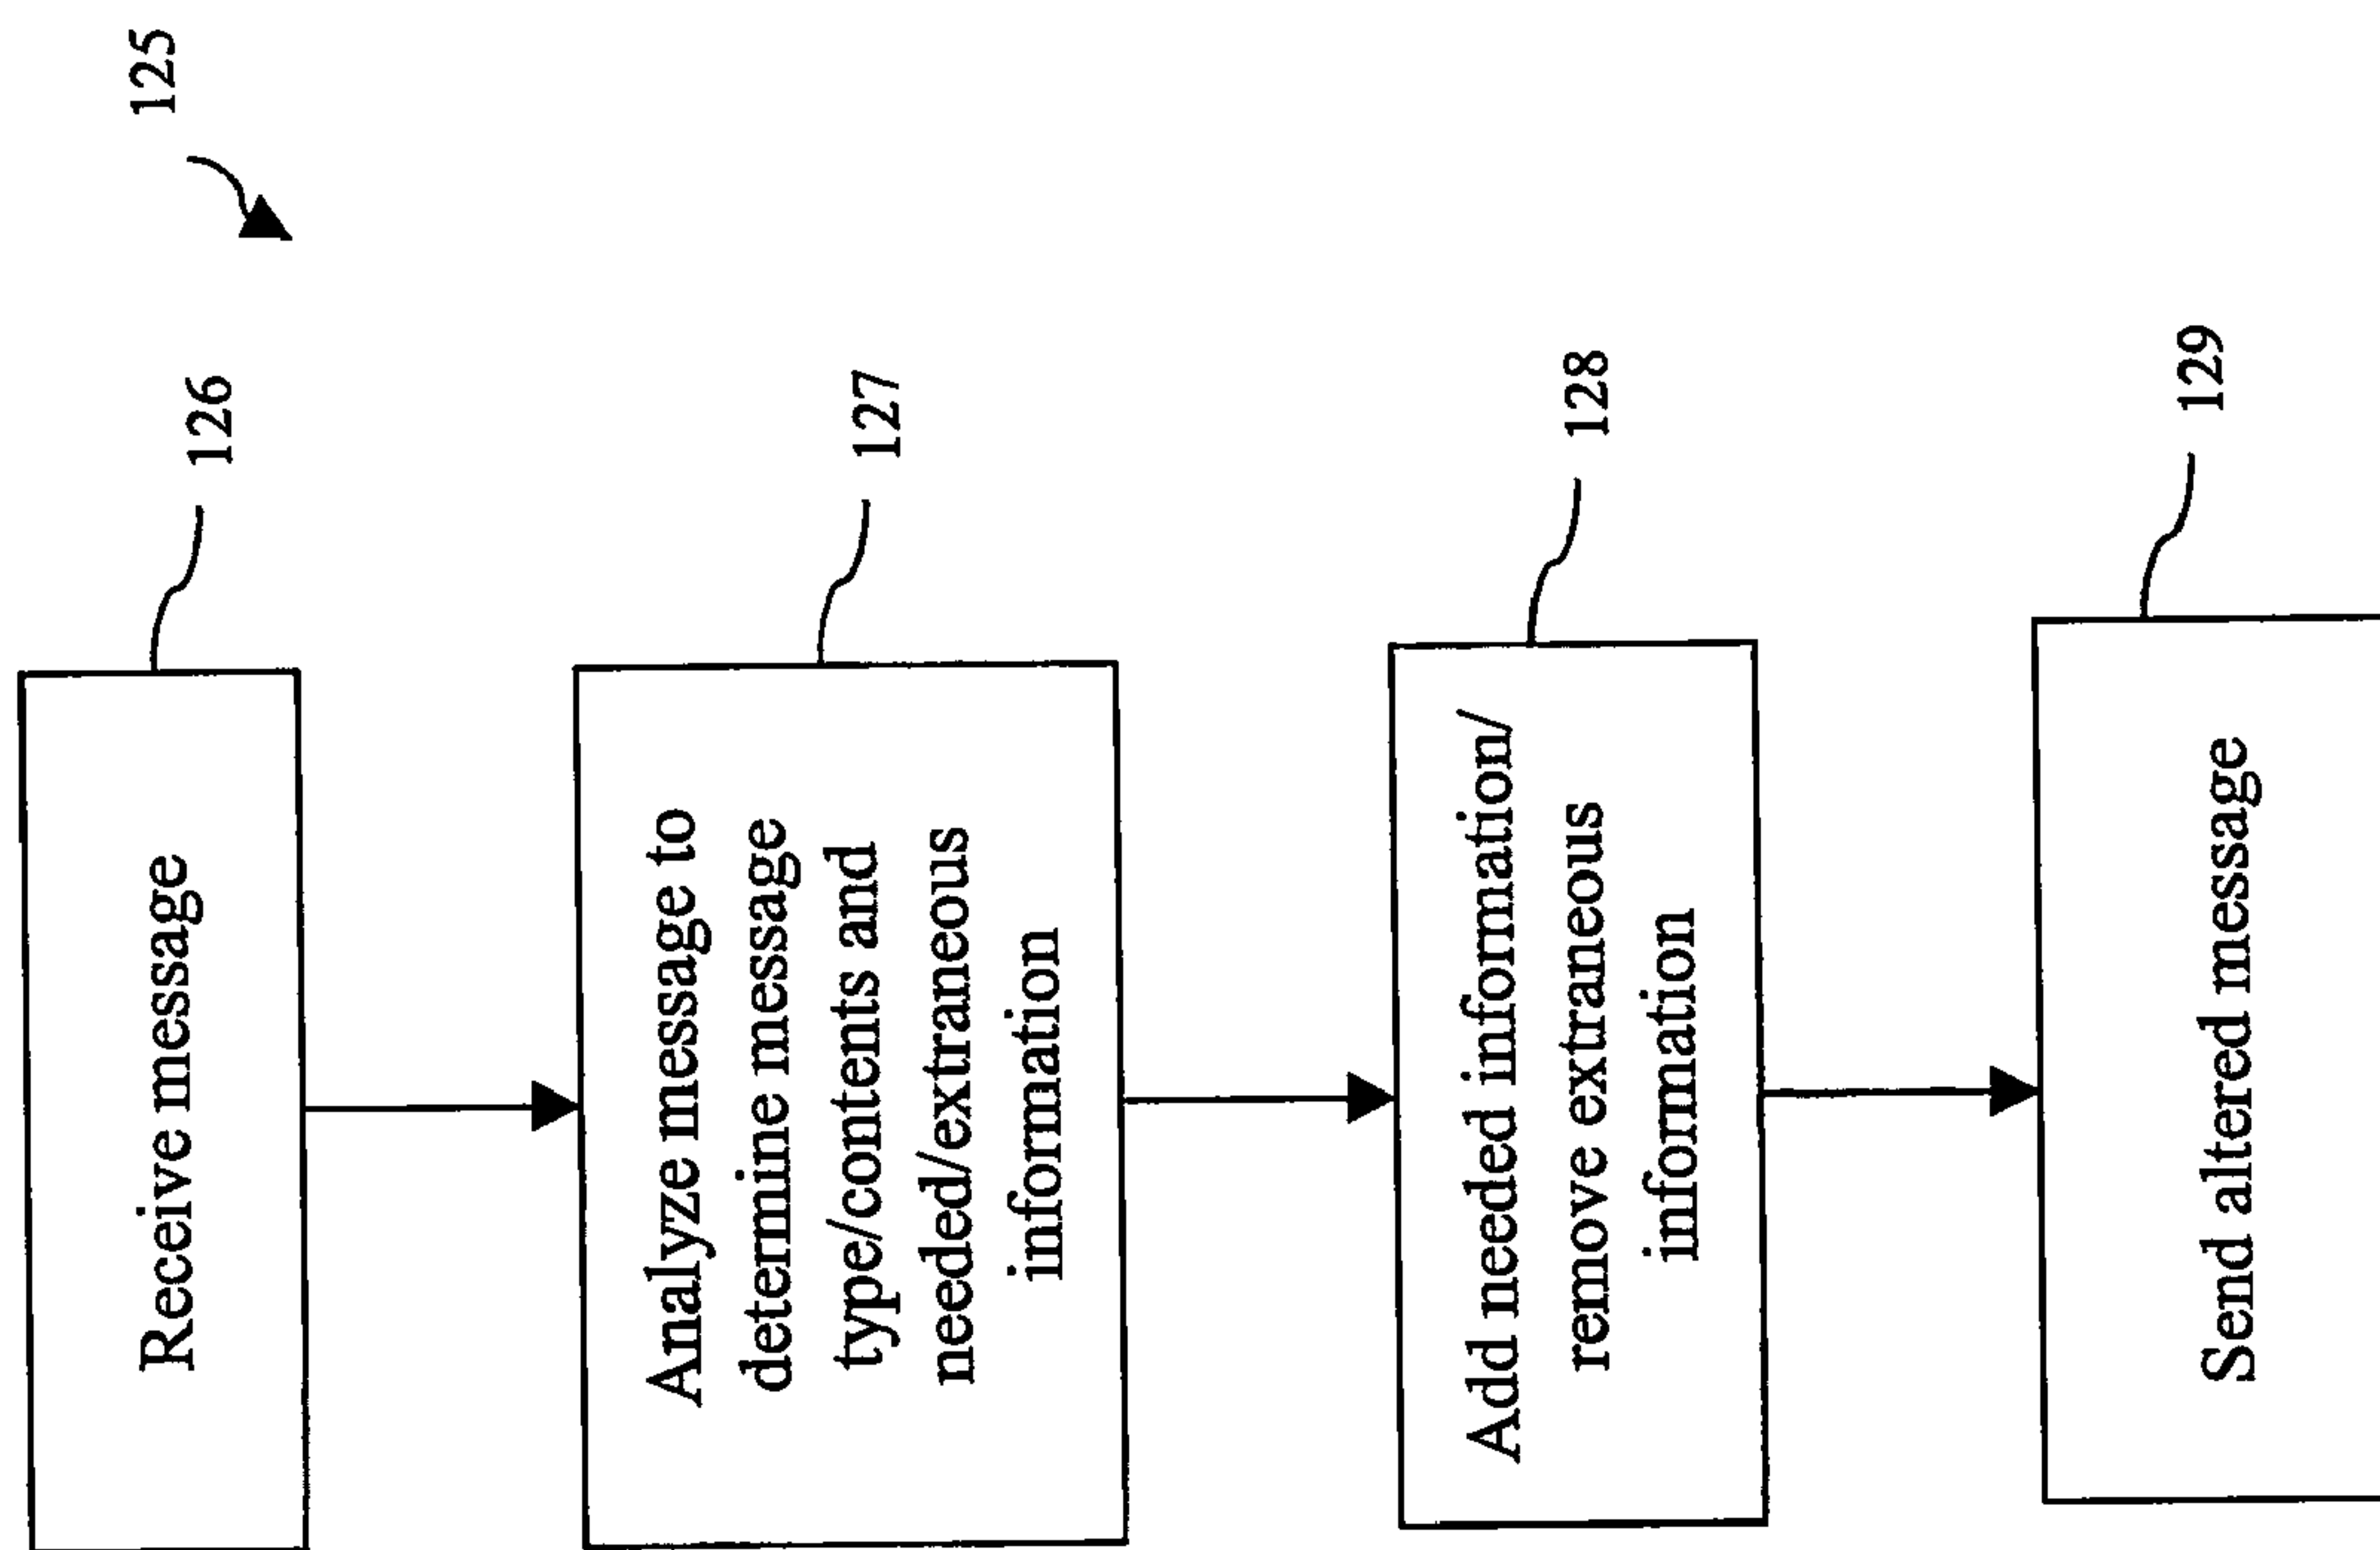 125
Receive message
126
Analyze message to
determine message
type/contents and
needed/extraneous
information
127
Add needed information/
remove extraneous
information
128
Send altered message
129